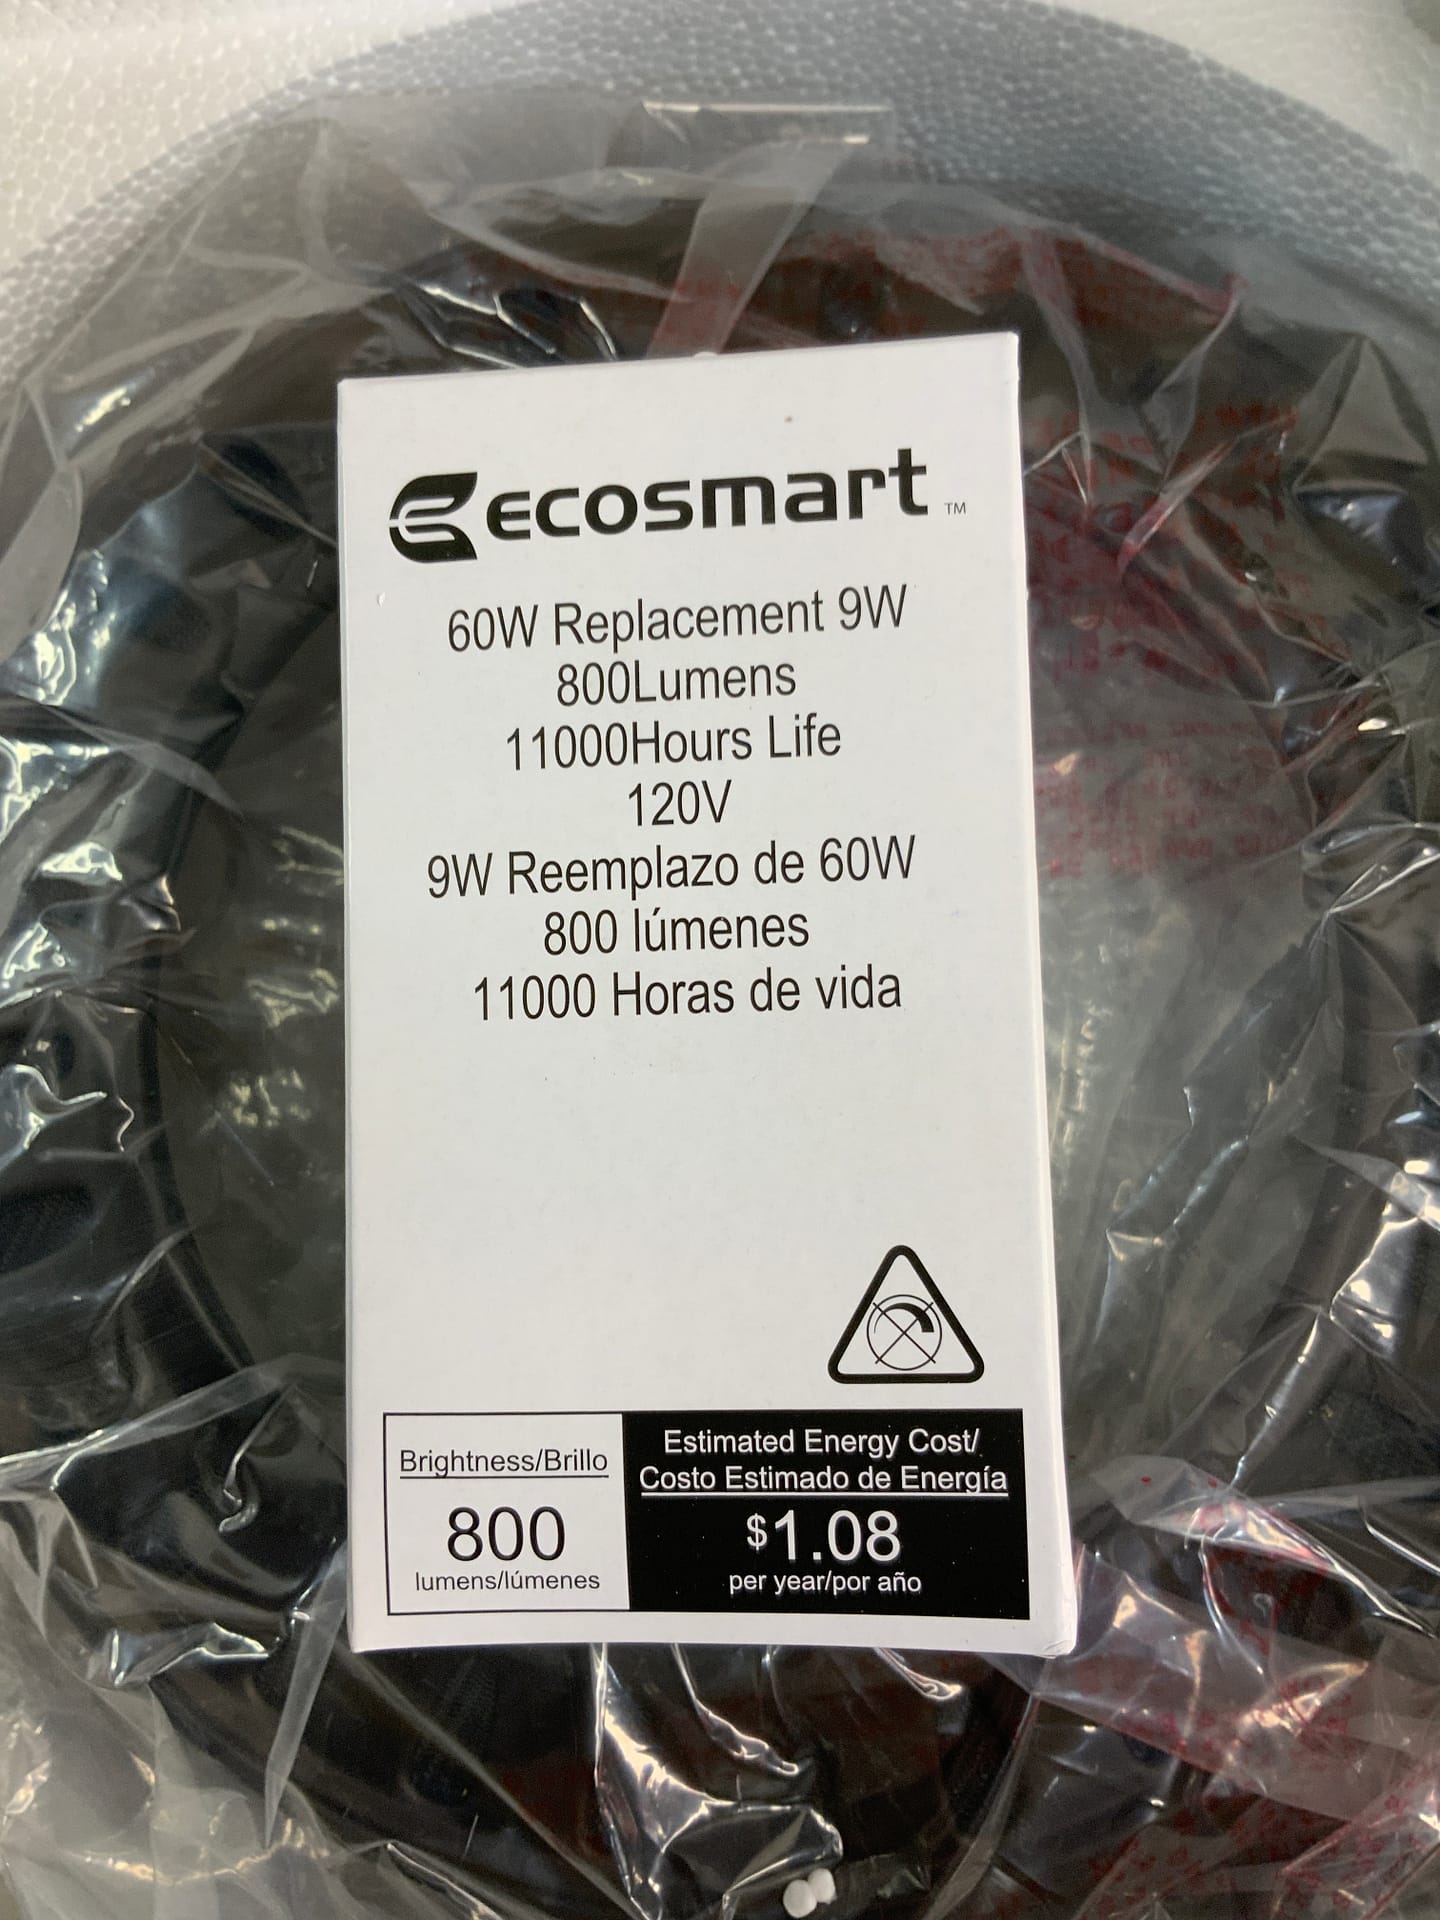 ECOSMART TM
60W Replacement 9W
800Lumens
11000Hours Life
120V
9W Reemplazo de 60W
800 lúmenes
11000 Horas de vida
Brightness/Brillo
800
lumens/lúmenes
Estimated Energy Cost/
Costo Estimado de Energía
$1.08
per year/por año